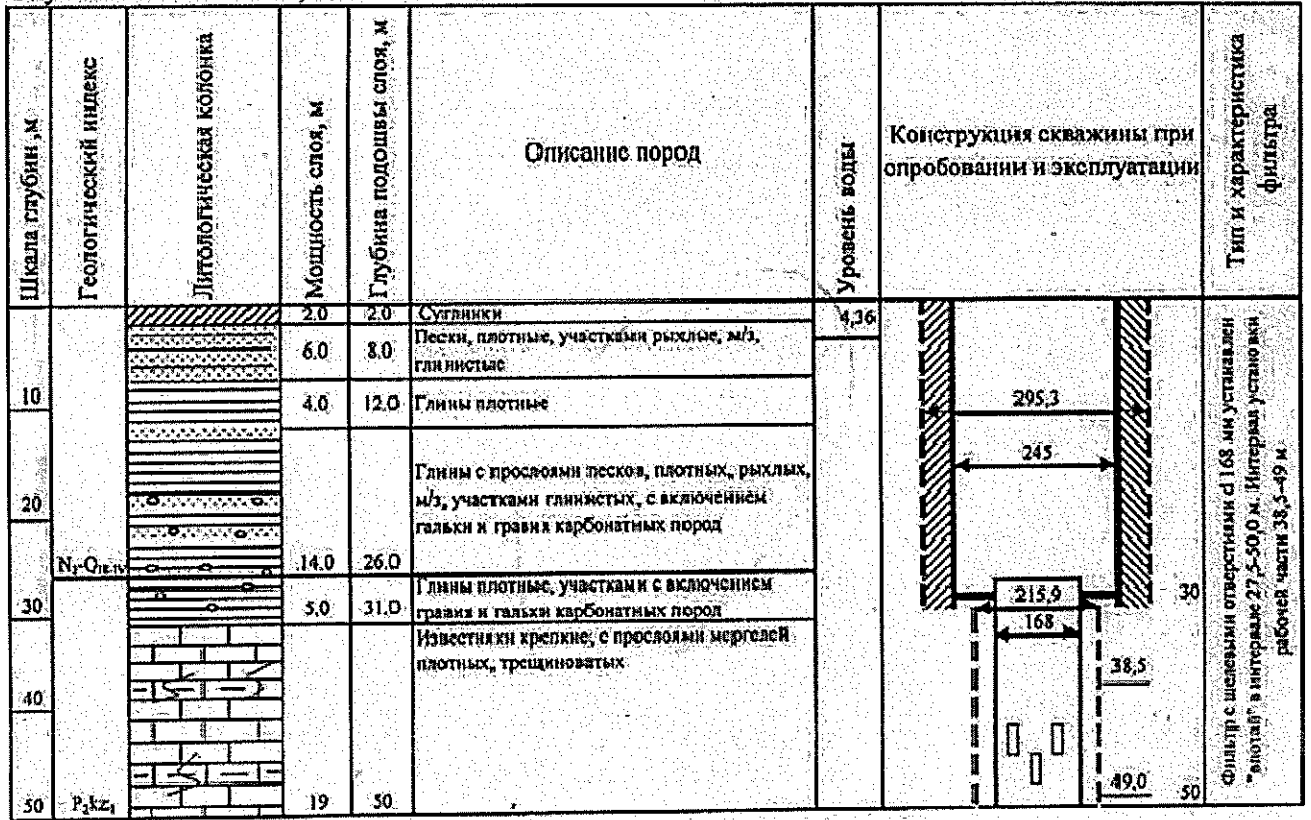 Шкала глубин ,м
Геологический индекс
Литологическая колонка
Мощность слоя, м
Глубина подошвы слоя, м
Описание пород
Уровень воды
Конструкция скважины при
опробовании и эксплуатации
Тип и характеристика
фильтра
2.0 2.0 Суглинки
4,36
6.0 8.0 Пески, плотные, участками рыхлые, м/з,
глинистые
10
4.0 12.0 Глины плотные
295,3
245
Глины с прослоями песков, плотных, рыхлых,
м/з, участками глинистых, с включением
гальки и гравия карбонатных пород
20
14.0 26.0
30
5.0 31.0
Глины плотные, участками с включением
гравия и гальки карбонатных пород
215,9
30
168
Известняки крепкие, с прослоями мергелей
плотных, трещиноватых
38,5
40
49,0
50
50 P₂kz₁ 19 50
Фильтр с щелевыми отверстиями d 168 мм установлен
"впотай" в интервале 27,5-50,0 м. Интервал установки
рабочей части 38,5-49 м